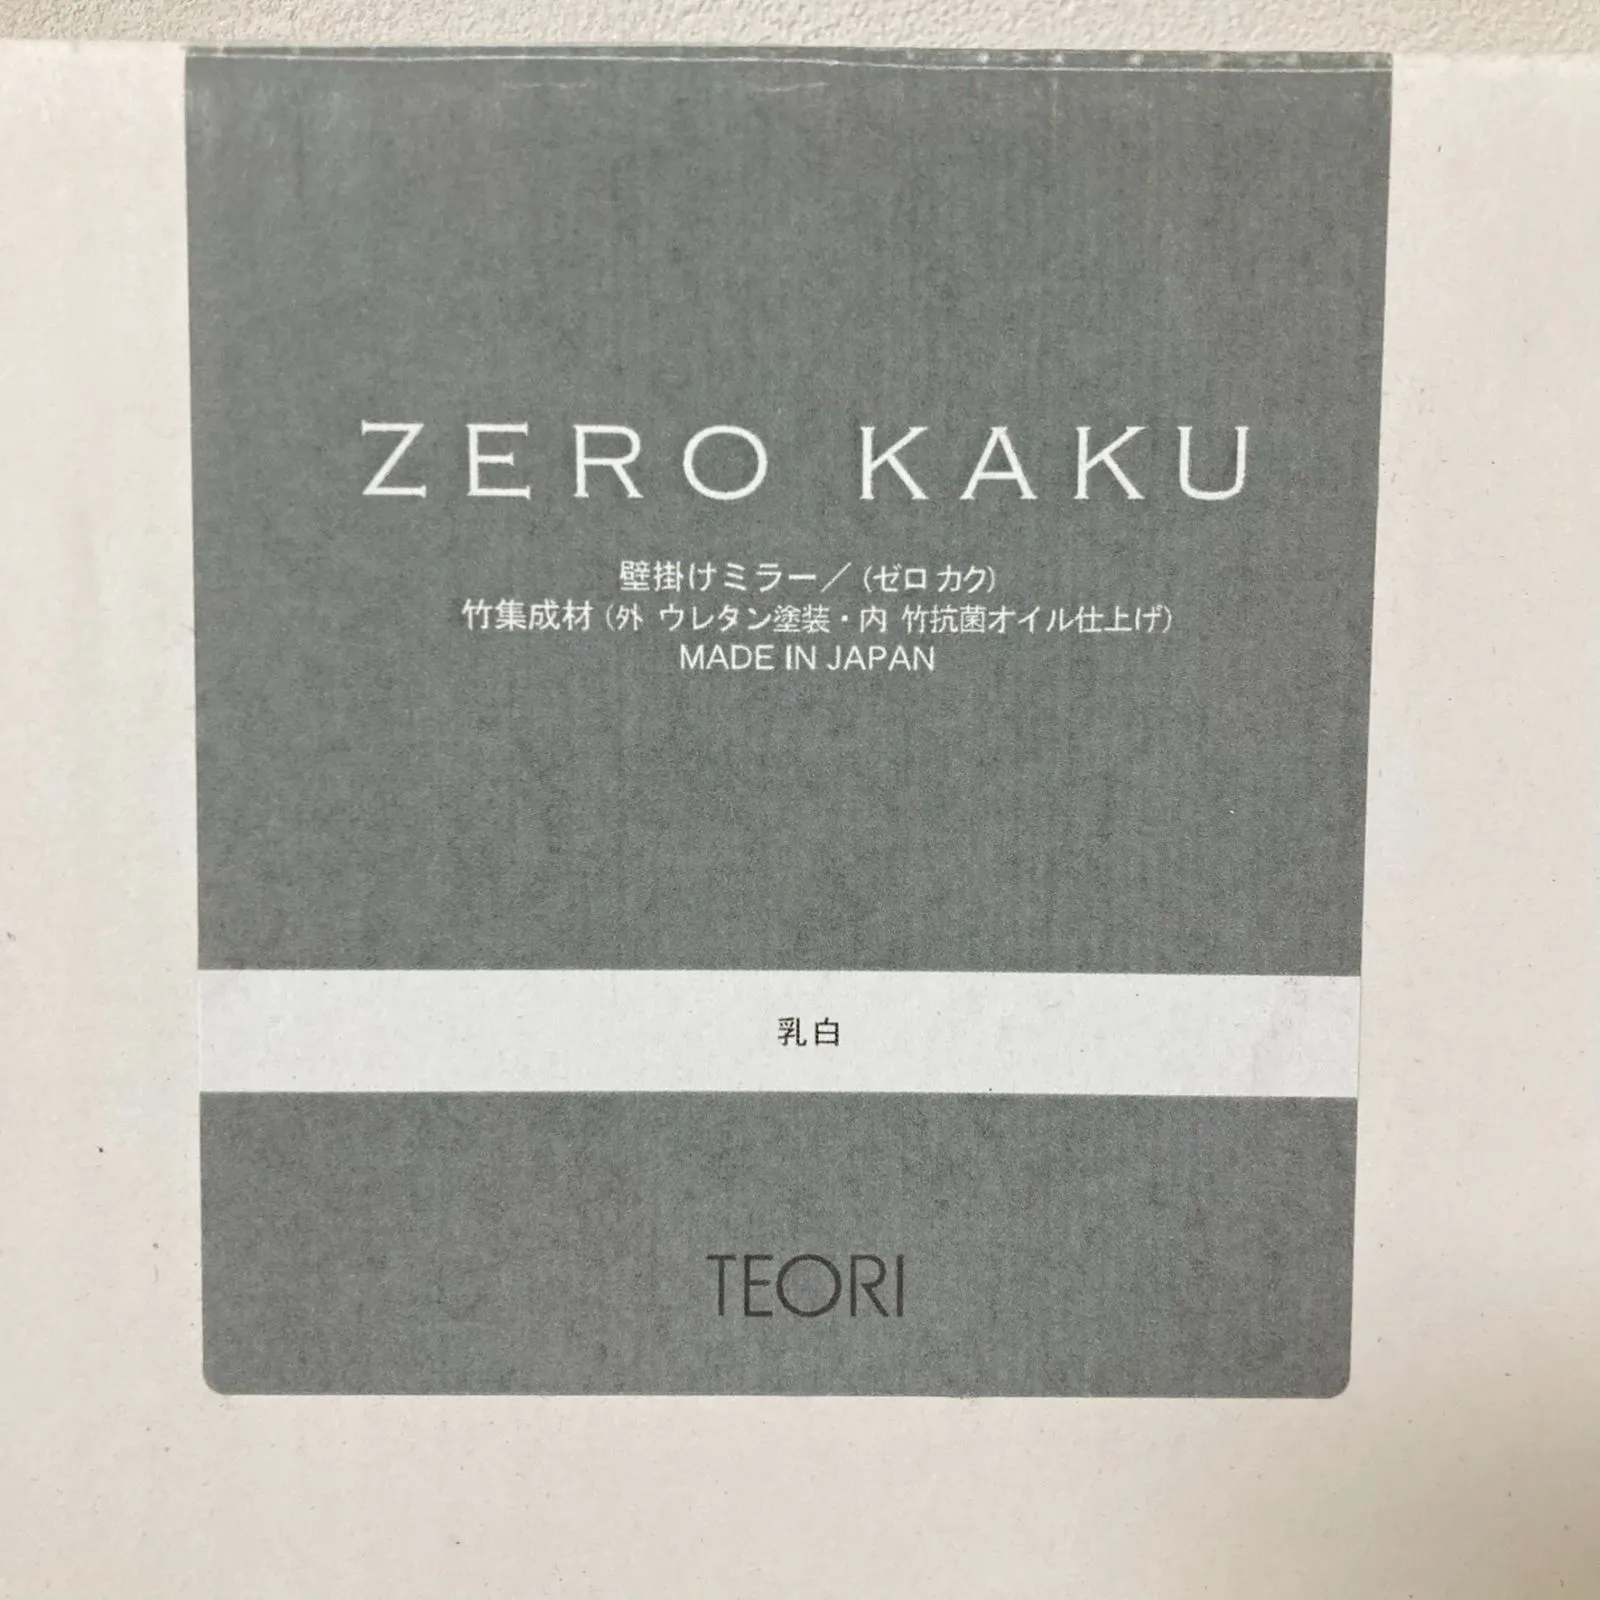 ZERO KAKU
壁掛けミラー／（ゼロ カク）
竹集成材（外 ウレタン塗装・内 竹抗菌オイル仕上げ）
MADE IN JAPAN
乳白
TEORI